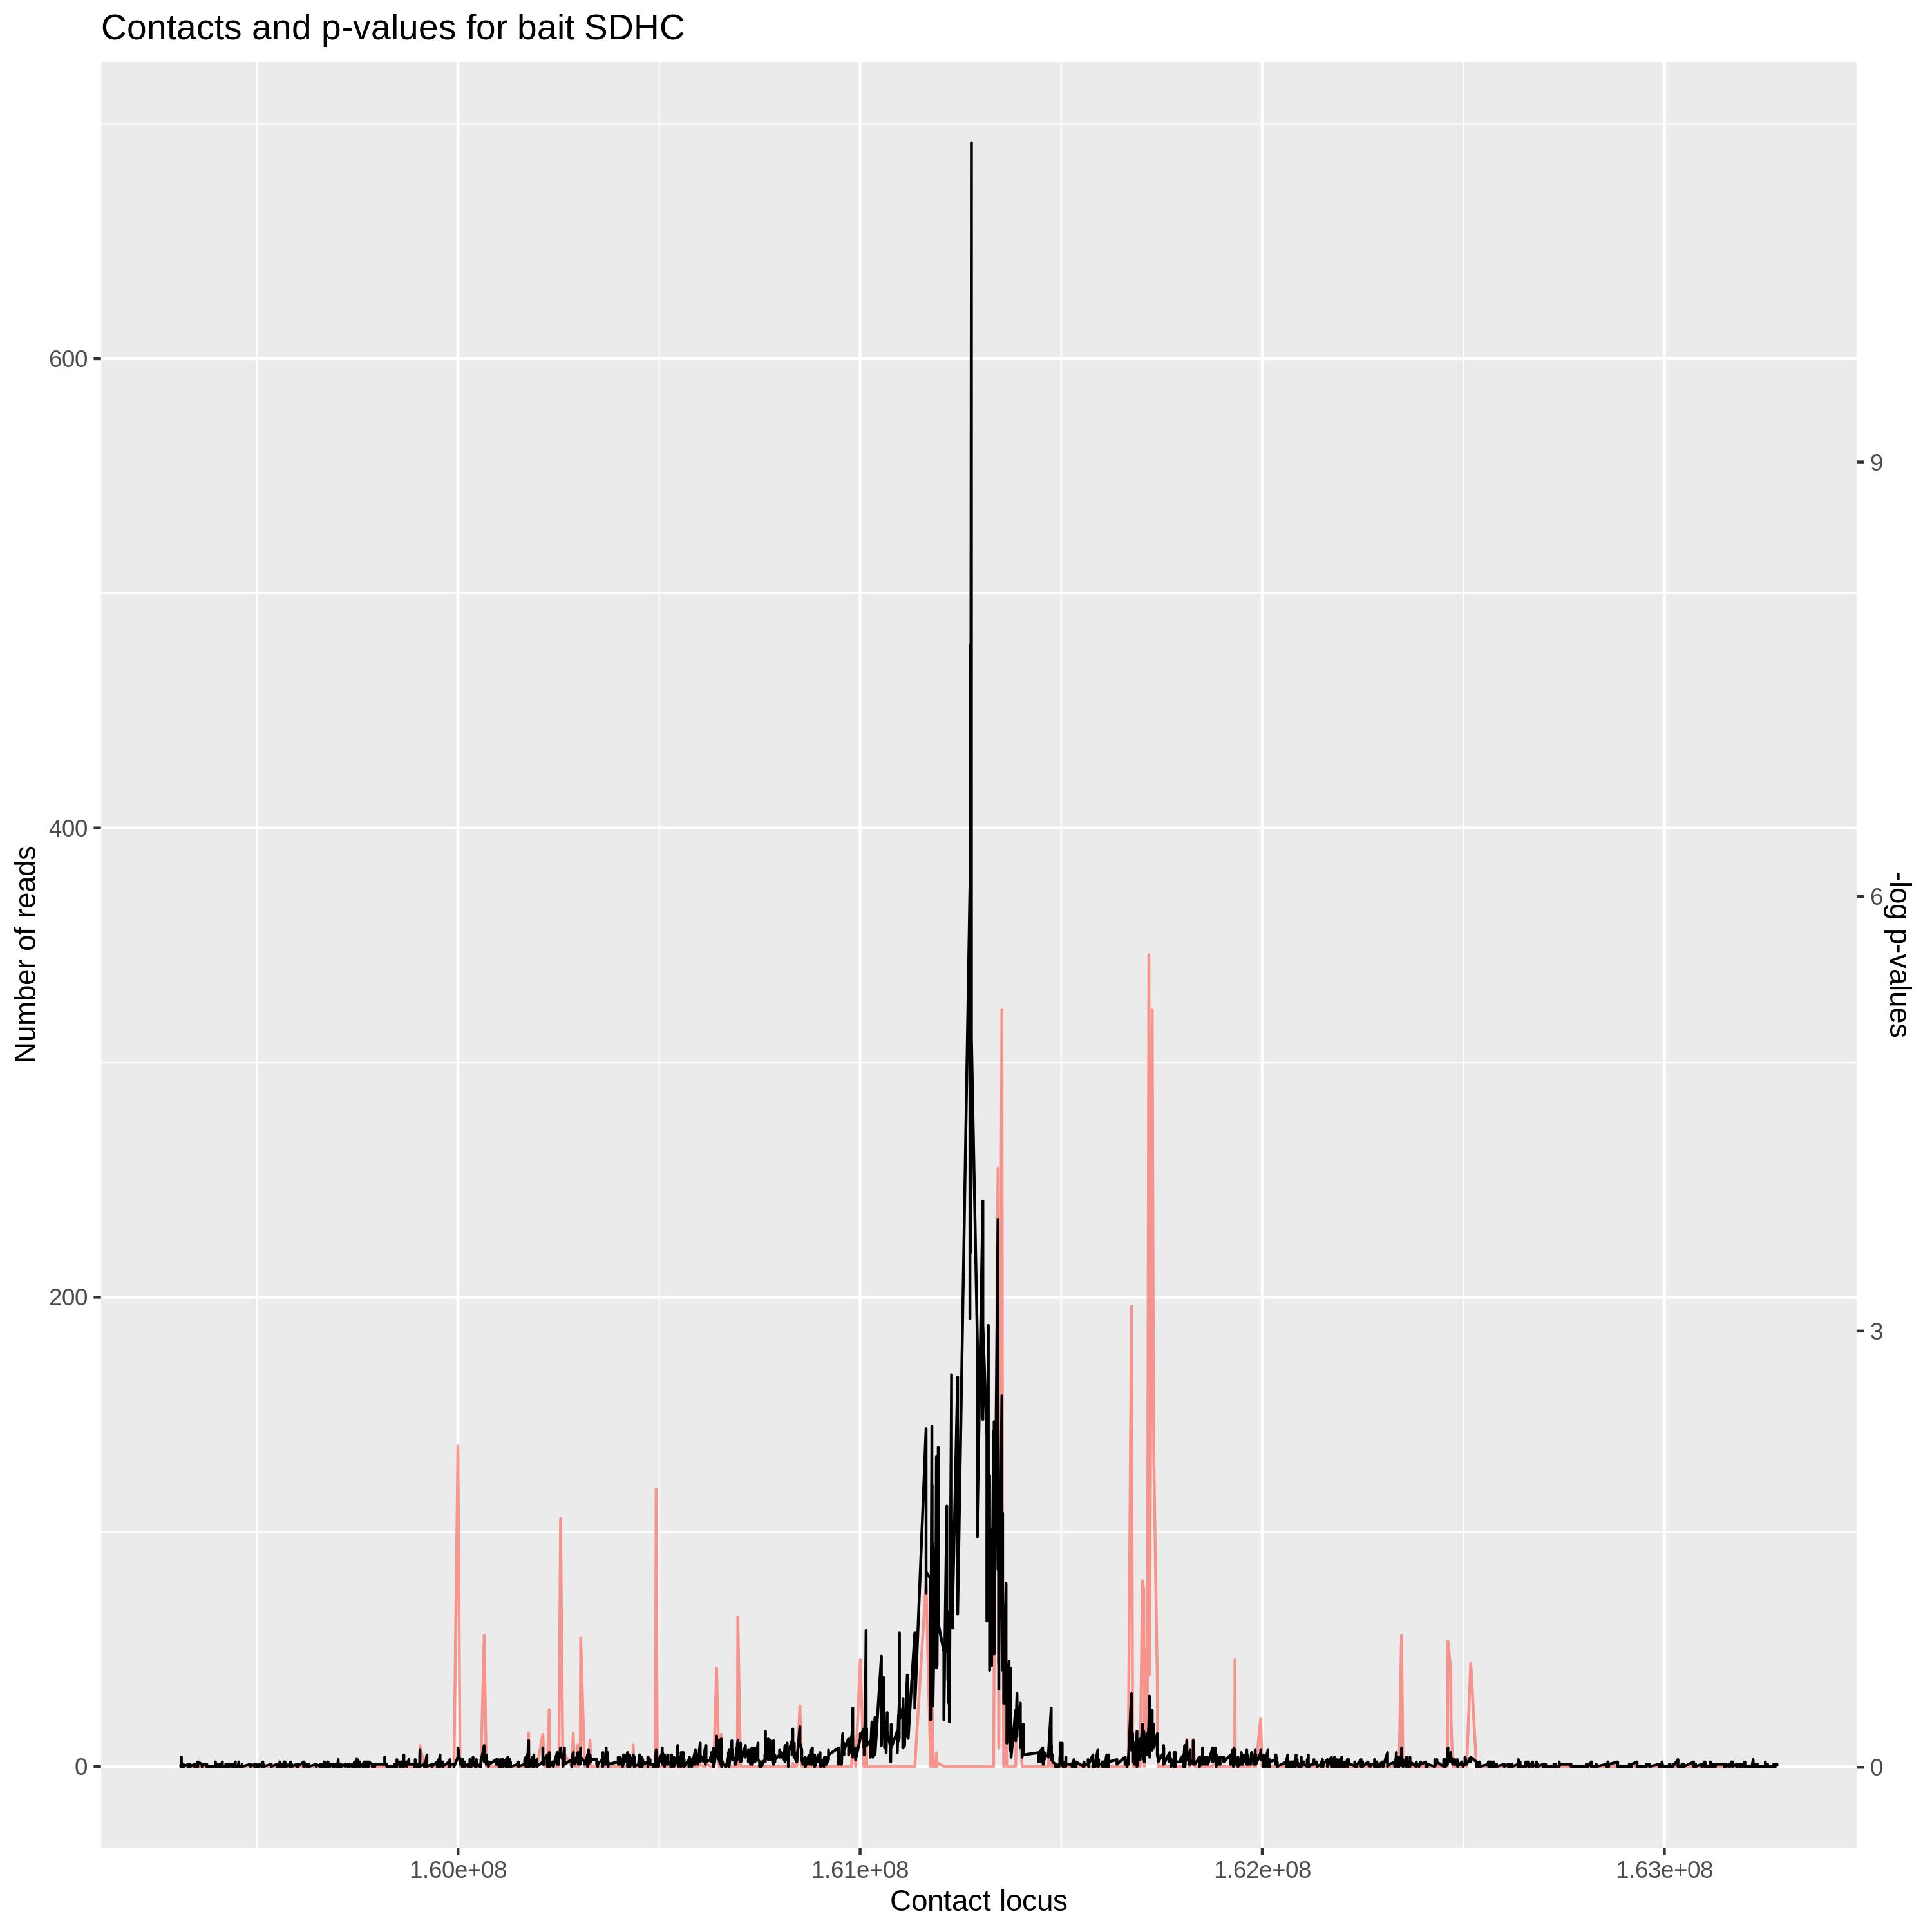 Contacts and p-values for bait SDHC
Number of reads
600
400
200
0
9
6
3
0
-log p-values
1.60e+08
1.61e+08
1.62e+08
1.63e+08
Contact locus